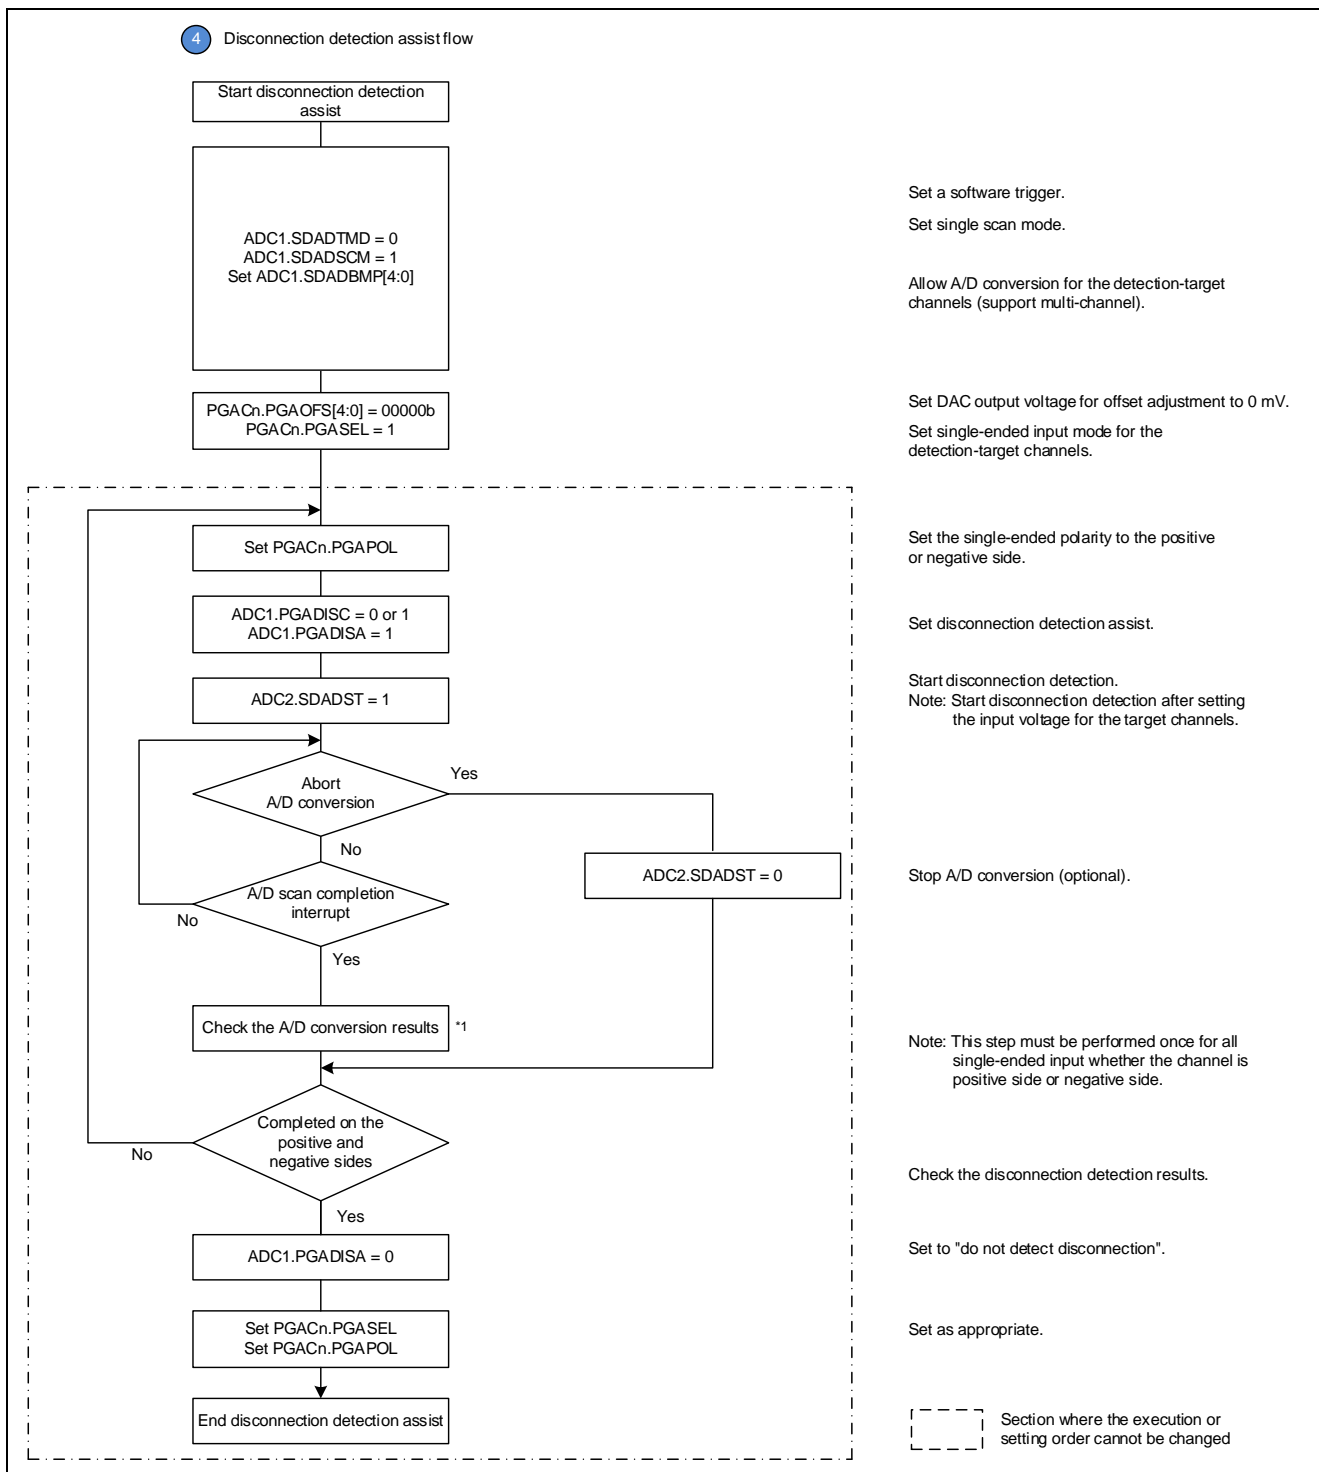 4 Disconnection detection assist flow
Start disconnection detection
assist
ADC1.SDADTMD = 0
ADC1.SDADSCM = 1
Set ADC1.SDADBMP[4:0]
Set a software trigger.
Set single scan mode.
Allow A/D conversion for the detection-target
channels (support multi-channel).
PGACn.PGAOFS[4:0] = 00000b
PGACn.PGASEL = 1
Set DAC output voltage for offset adjustment to 0 mV.
Set single-ended input mode for the
detection-target channels.
Set PGACn.PGAPOL
Set the single-ended polarity to the positive
or negative side.
ADC1.PGADISC = 0 or 1
ADC1.PGADISA = 1
Set disconnection detection assist.
ADC2.SDADST = 1
Start disconnection detection.
Note: Start disconnection detection after setting
the input voltage for the target channels.
Abort
A/D conversion
Yes
No
ADC2.SDADST = 0
Stop A/D conversion (optional).
A/D scan completion
interrupt
No
Yes
Check the A/D conversion results *1
Note: This step must be performed once for all
single-ended input whether the channel is
positive side or negative side.
Completed on the
positive and
negative sides
No
Yes
Check the disconnection detection results.
ADC1.PGADISA = 0
Set to "do not detect disconnection".
Set PGACn.PGASEL
Set PGACn.PGAPOL
Set as appropriate.
End disconnection detection assist
Section where the execution or
setting order cannot be changed